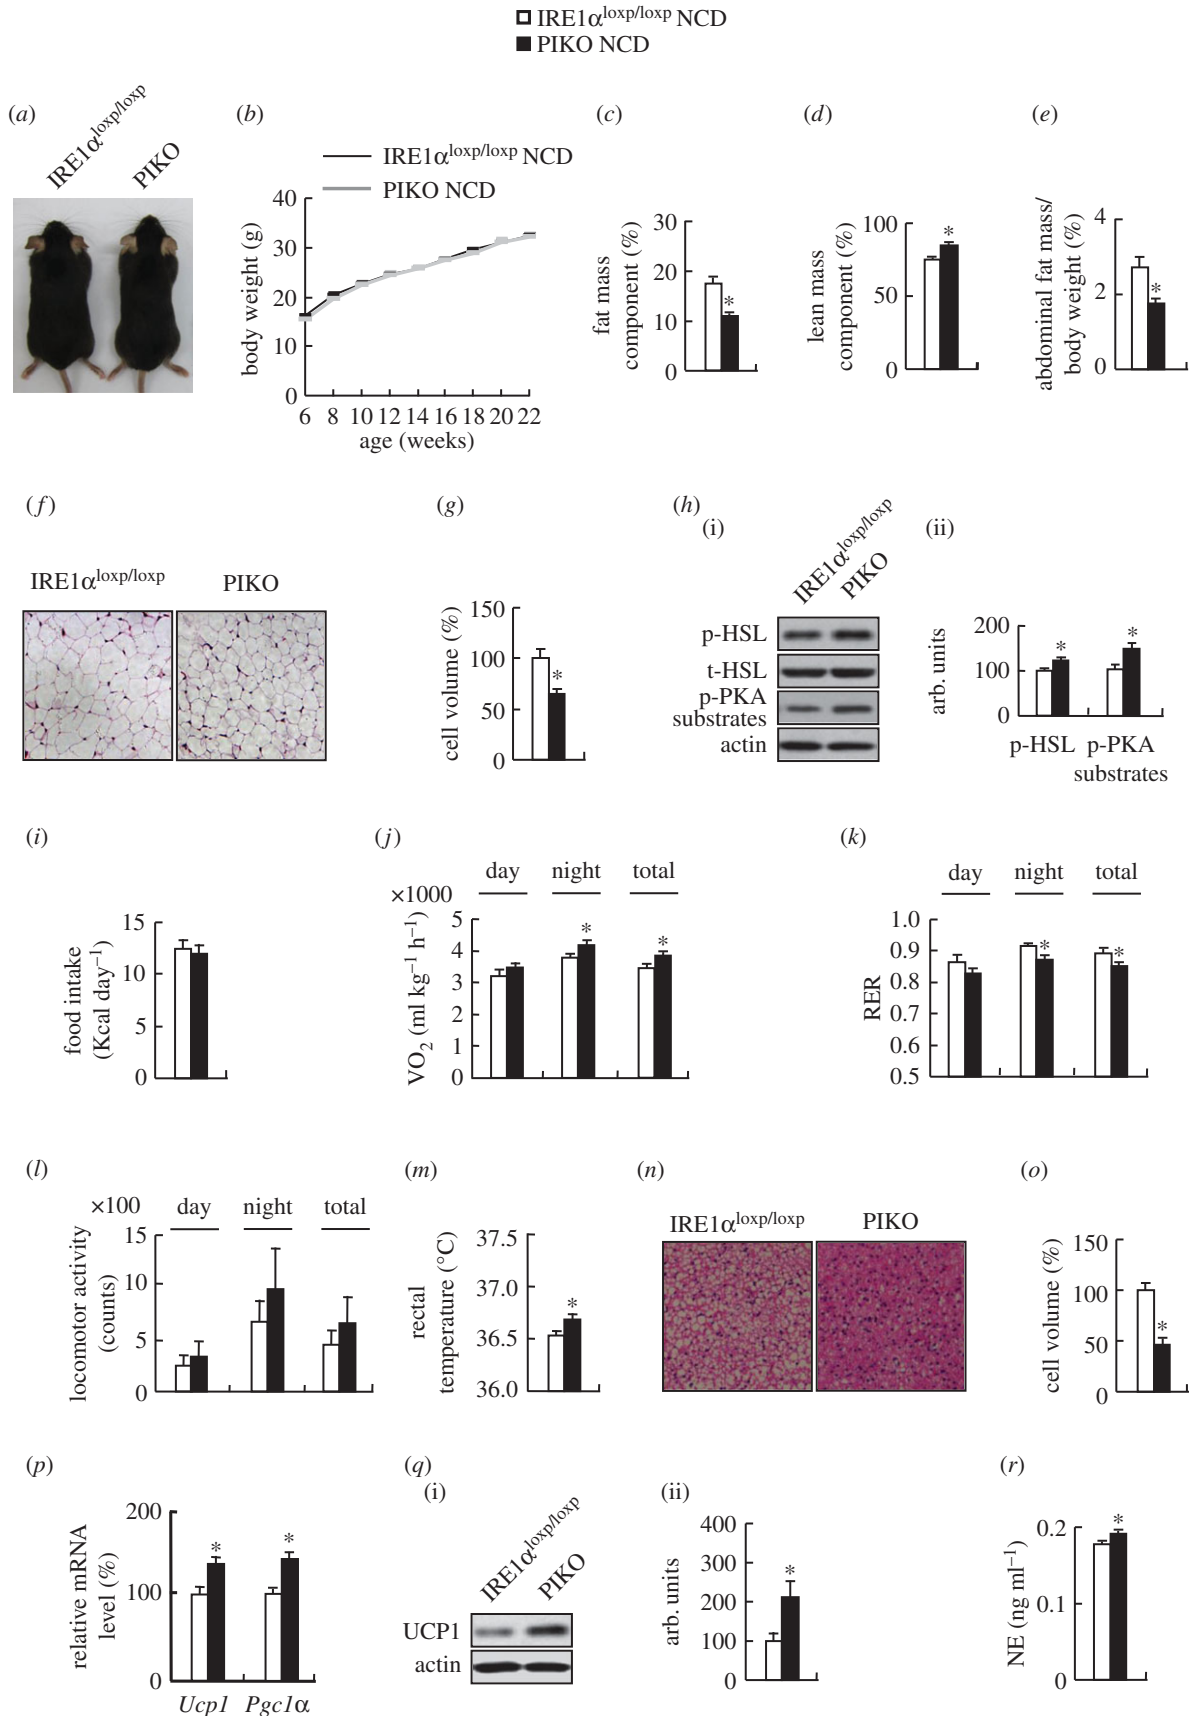 IRE1α^loxp/loxp NCD
PIKO NCD
(a)
IRE1α^loxp/loxp
PIKO
(b)
IRE1α^loxp/loxp NCD
PIKO NCD
body weight (g)
40
30
20
10
0
6 8 10 12 14 16 18 20 22
age (weeks)
(c)
fat mass
component (%)
30
20
10
0
*
(d)
lean mass
component (%)
100
50
0
*
(e)
abdominal fat mass/
body weight (%)
4
2
0
*
(f)
IRE1α^loxp/loxp
PIKO
(g)
cell volume (%)
150
100
50
0
*
(h)
(i)
IRE1α^loxp/loxp
PIKO
p-HSL
t-HSL
p-PKA
substrates
actin
(ii)
arb. units
200
100
0
* *
p-HSL p-PKA
substrates
(i)
food intake
(Kcal day⁻¹)
15
10
5
0
(j)
day night total
×1000
VO₂ (ml kg⁻¹ h⁻¹)
5
4
3
2
1
0
* *
(k)
day night total
RER
1.0
0.9
0.8
0.7
0.6
0.5
* *
(l)
×100 day night total
locomotor activity
(counts)
15
10
5
0
(m)
rectal
temperature (°C)
37.5
37.0
36.5
36.0
*
(n)
IRE1α^loxp/loxp
PIKO
(o)
cell volume (%)
150
100
50
0
*
(p)
relative mRNA
level (%)
200
100
0
* *
Ucp1 Pgc1α
(q)
(i)
IRE1α^loxp/loxp
PIKO
UCP1
actin
(ii)
arb. units
400
300
200
100
0
*
(r)
NE (ng ml⁻¹)
0.2
0.1
0
*